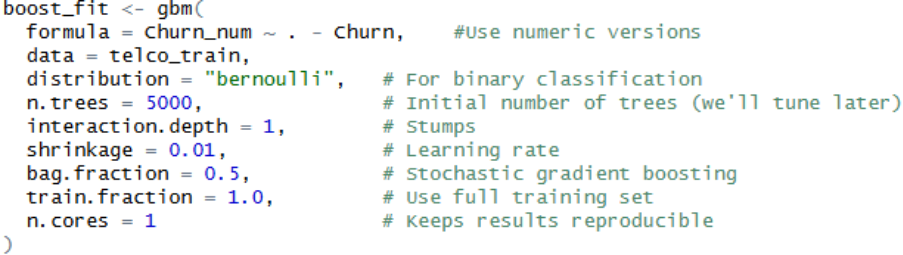 boost_fit <- gbm(
  formula = Churn_num ~ . - Churn,    #Use numeric versions
  data = telco_train,
  distribution = "bernoulli",   # For binary classification
  n.trees = 5000,               # Initial number of trees (we'll tune later)
  interaction.depth = 1,        # Stumps
  shrinkage = 0.01,             # Learning rate
  bag.fraction = 0.5,           # Stochastic gradient boosting
  train.fraction = 1.0,         # Use full training set
  n.cores = 1                   # Keeps results reproducible
)